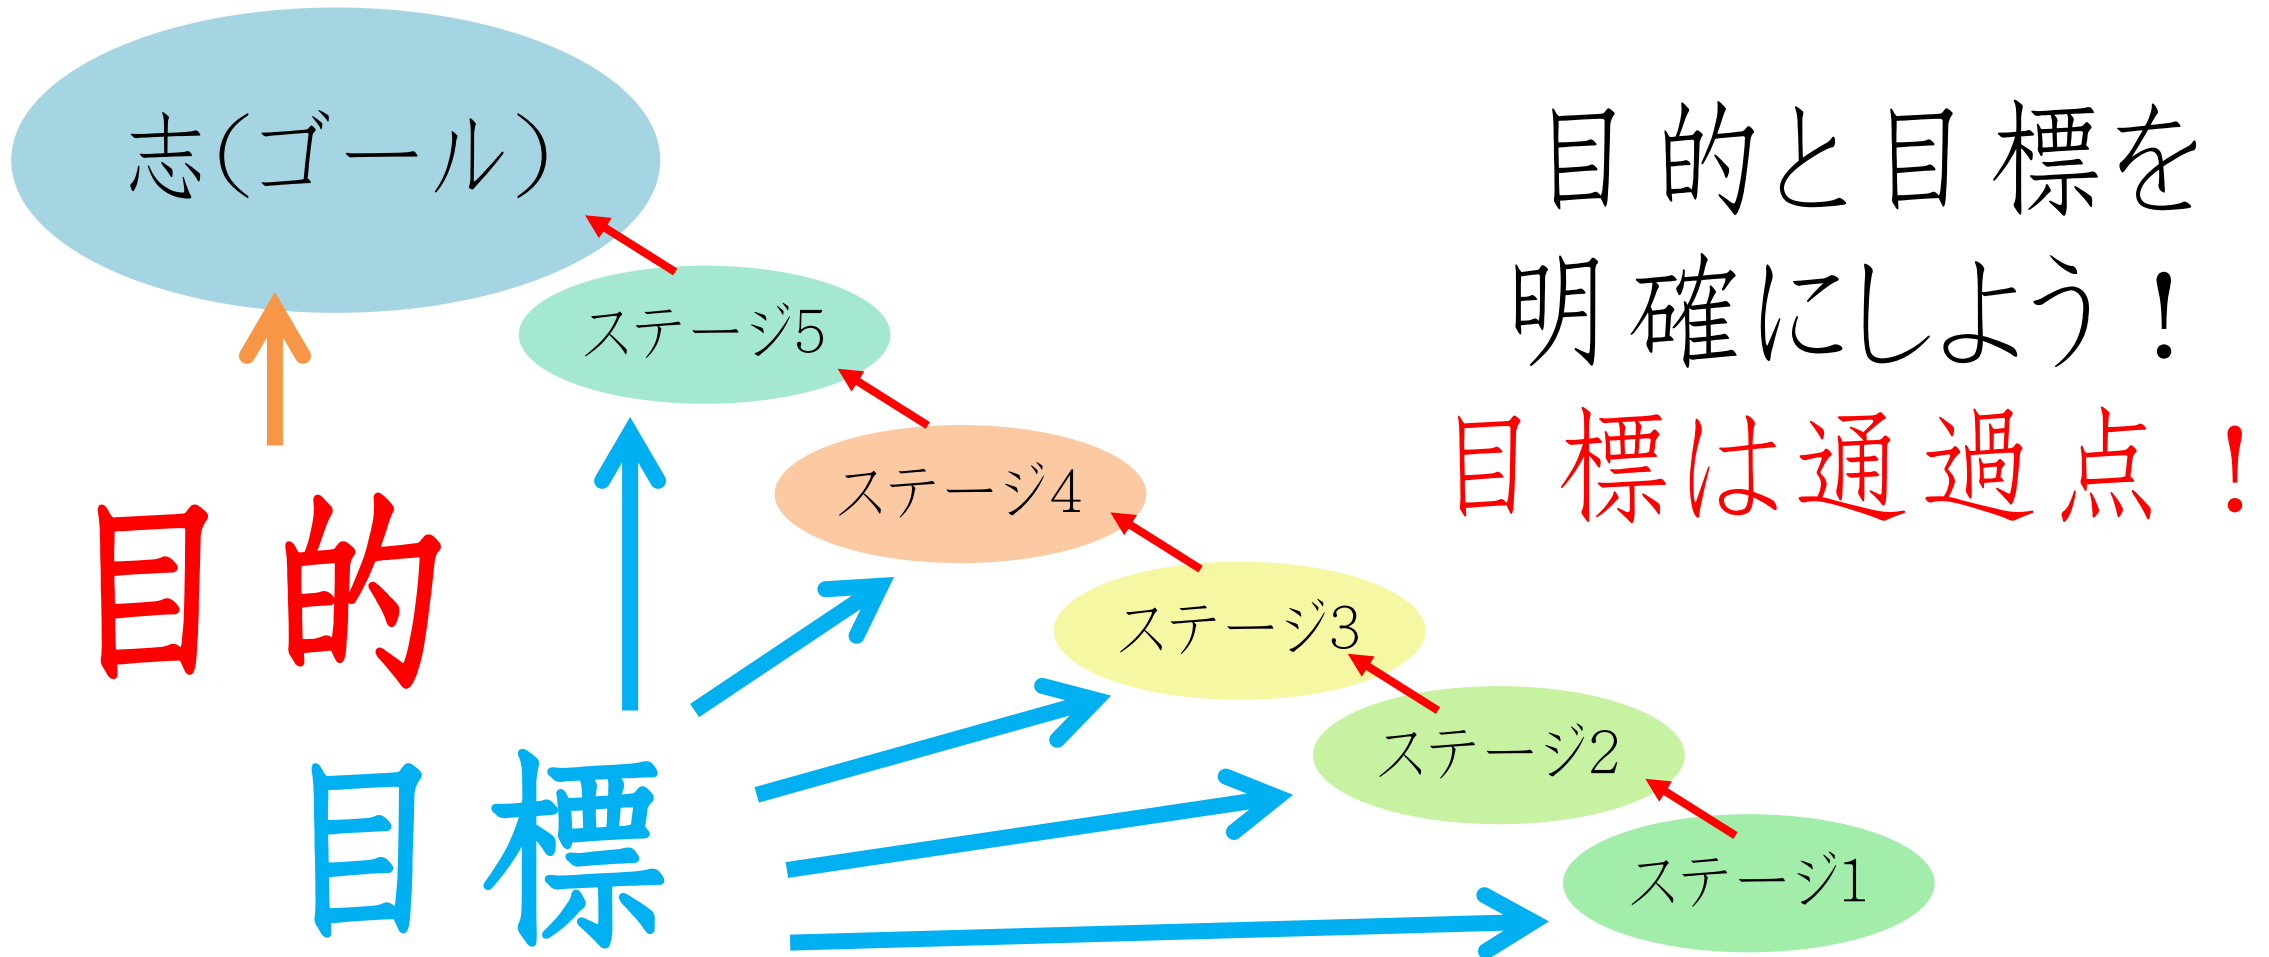 志(ゴール)
目的と目標を
明確にしよう！
目標は通過点！
ステージ5
ステージ4
目的
ステージ3
ステージ2
目標
ステージ1